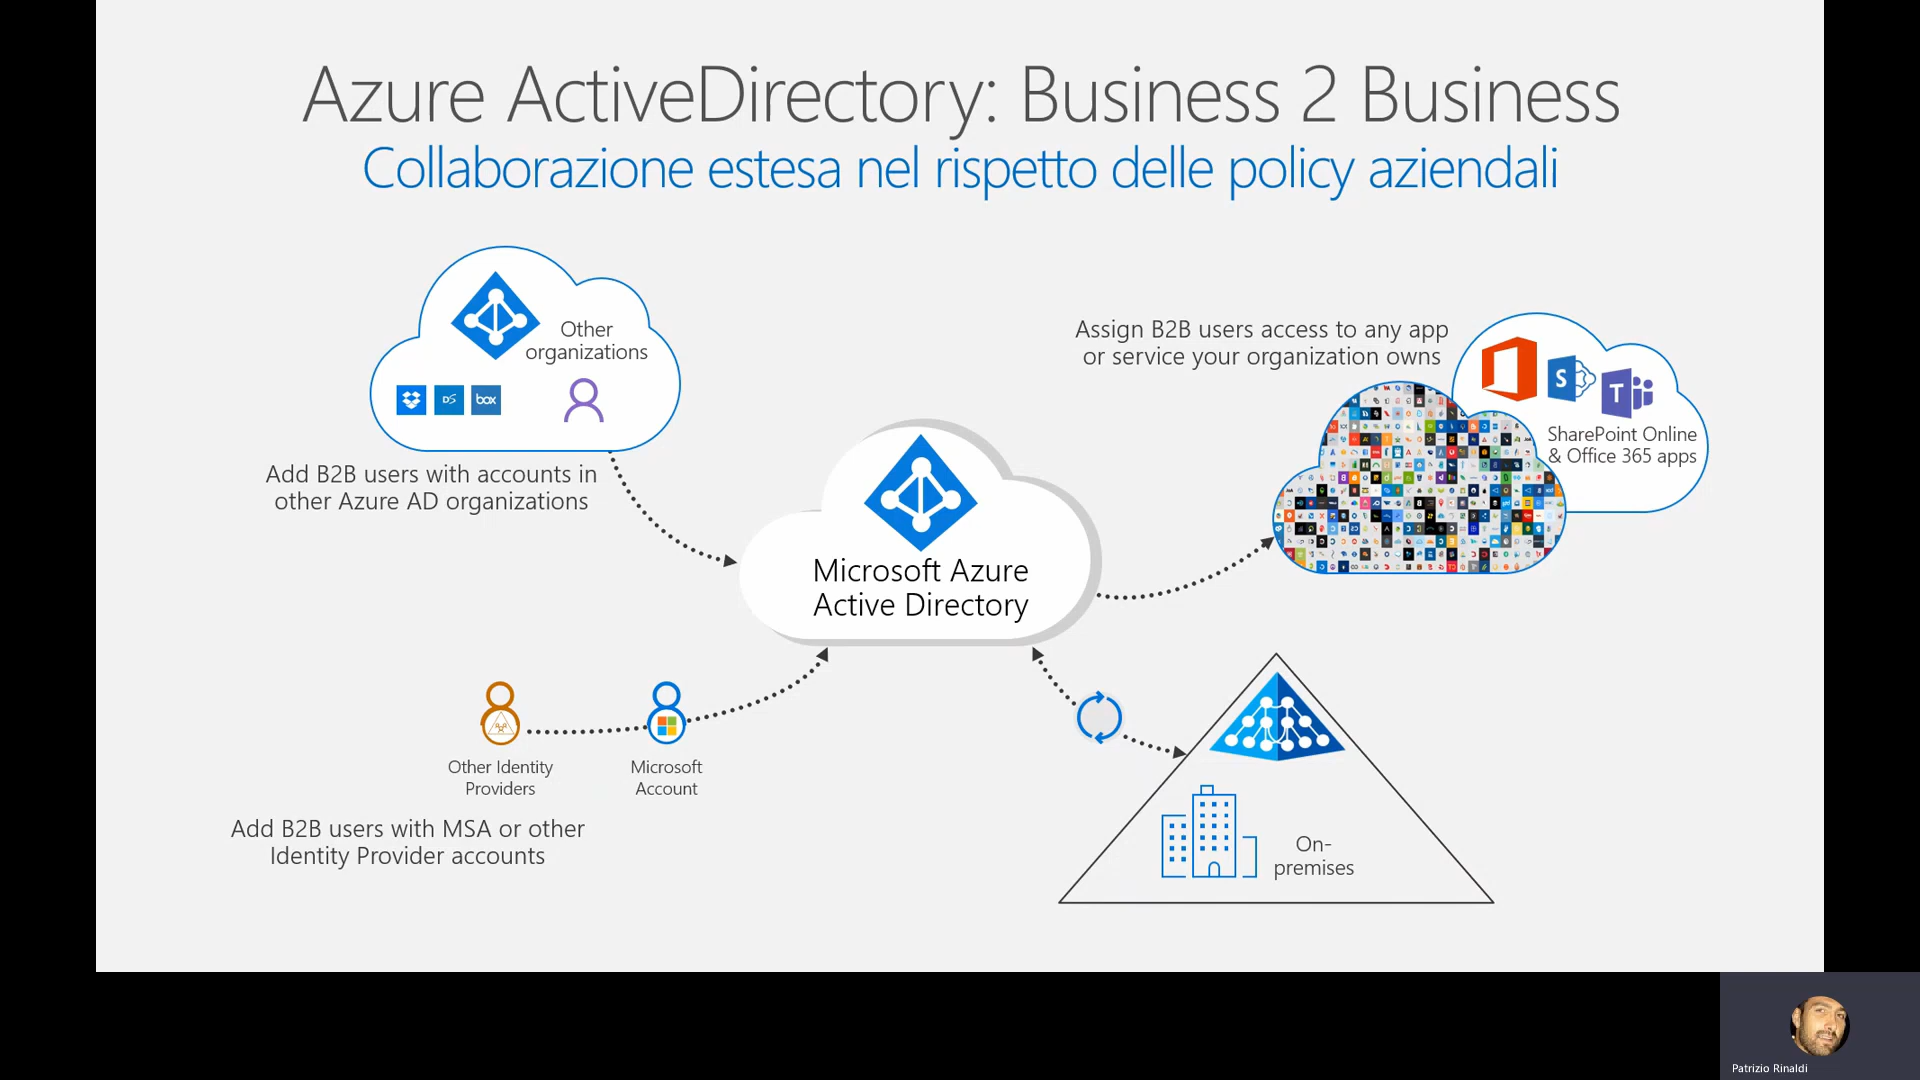 Azure ActiveDirectory: Business 2 Business
Collaborazione estesa nel rispetto delle policy aziendali
Other
organizations
DS
box
Add B2B users with accounts in
other Azure AD organizations
Assign B2B users access to any app
or service your organization owns
S
T
SharePoint Online
& Office 365 apps
Microsoft Azure
Active Directory
Other Identity
Providers
Microsoft
Account
Add B2B users with MSA or other
Identity Provider accounts
On-
premises
Patrizio Rinaldi